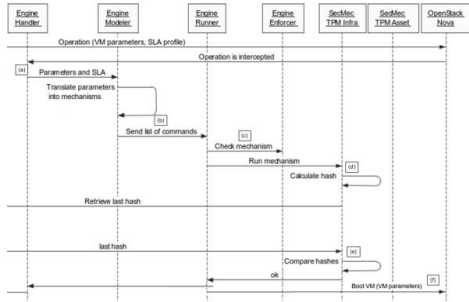 Engine
Handler
Engine
Modeler
Engine
Runner
Engine
Enforcer
SecMec
TPM Infra
SecMec
TPM Asset
OpenStack
Nova
Operation (VM parameters, SLA profile)
Operation is intercepted
(a)
Parameters and SLA
Translate parameters
into mechanisms
(b)
Send list of commands
(c)
Check mechanism
Run mechanism
(d)
Calculate hash
Retrieve last hash
last hash
(e)
Compare hashes
ok
(f)
Boot VM (VM parameters)